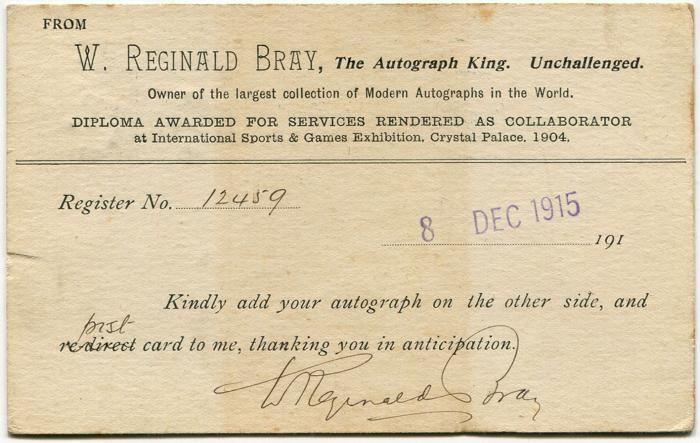 FROM
W. REGINALD BRAY, The Autograph King. Unchallenged.
Owner of the largest collection of Modern Autographs in the World.
DIPLOMA AWARDED FOR SERVICES RENDERED AS COLLABORATOR
at International Sports & Games Exhibition, Crystal Palace. 1904.
Register No. 12459
8 DEC 1915
191
Kindly add your autograph on the other side, and
post
redirect card to me, thanking you in anticipation.
W Reginald Bray